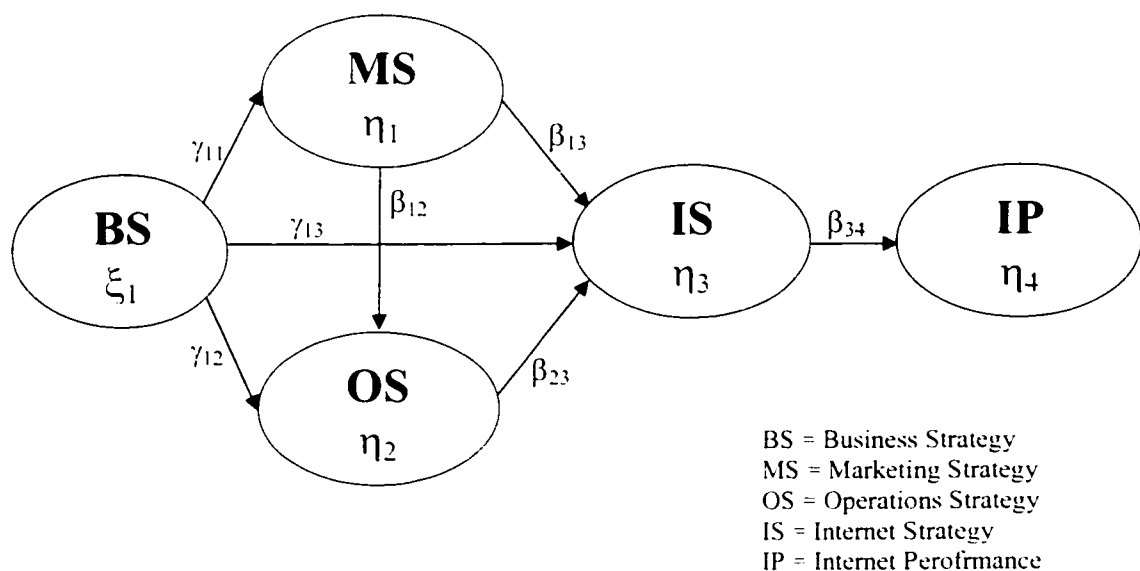 MS
η₁
γ₁₁
β₁₃
β₁₂
BS
ξ₁
γ₁₃
IS
η₃
β₃₄
IP
η₄
γ₁₂
OS
η₂
β₂₃
BS = Business Strategy
MS = Marketing Strategy
OS = Operations Strategy
IS = Internet Strategy
IP = Internet Perofrmance